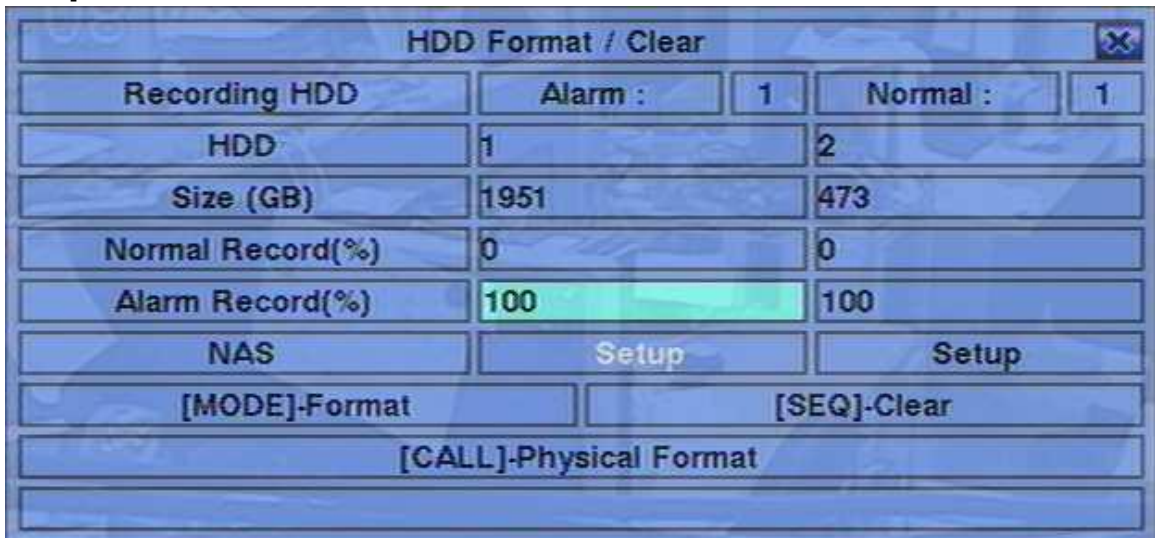 HDD Format / Clear
Recording HDD Alarm : 1 Normal : 1
HDD 1 2
Size (GB) 1951 473
Normal Record(%) 0 0
Alarm Record(%) 100 100
NAS Setup Setup
[MODE]-Format [SEQ]-Clear
[CALL]-Physical Format